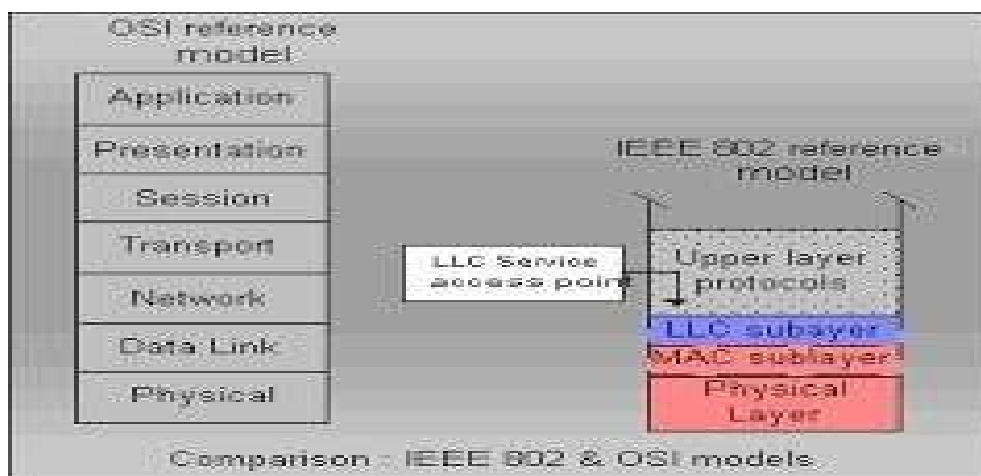 OSI reference
model
Application
Presentation
Session
Transport
Network
Data Link
Physical
IEEE 802 reference
model
LLC Service
access point
Upper layer
protocols
LLC subayer
MAC sublayer
Physical
Layer
Comparison : IEEE 802 & OSI models.